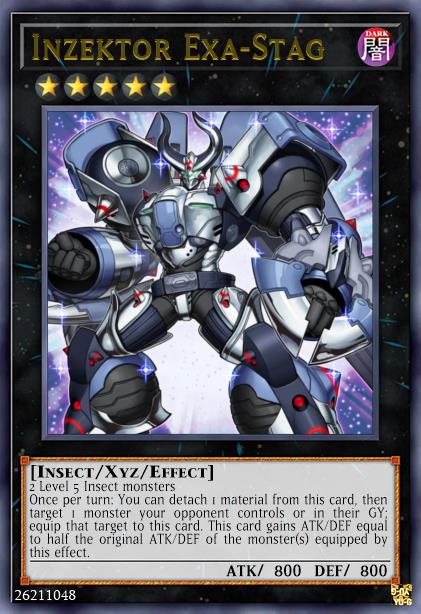 Inzektor Exa-Stag
DARK
闇
[Insect/Xyz/Effect]
2 Level 5 Insect monsters
Once per turn: You can detach 1 material from this card, then
target 1 monster your opponent controls or in their GY;
equip that target to this card. This card gains ATK/DEF equal
to half the original ATK/DEF of the monster(s) equipped by
this effect.
ATK/ 800 DEF/ 800
26211048